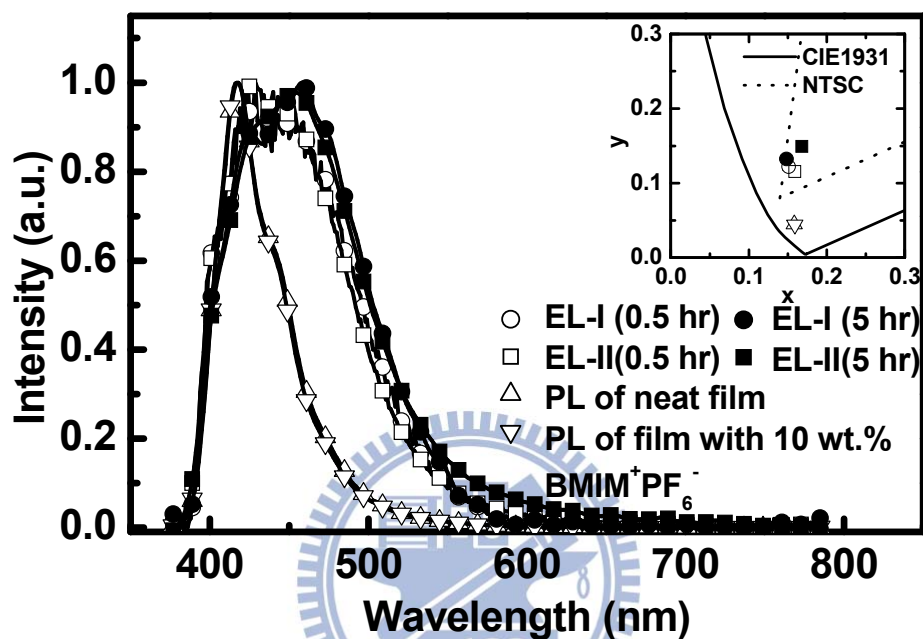 CIE1931
NTSC
0.3
0.2
0.1
0.0
y
0.0 0.1 0.2 0.3
x
1.0
0.8
0.6
0.4
0.2
0.0
Intensity (a.u.)
EL-I (0.5 hr) EL-I (5 hr)
EL-II(0.5 hr) EL-II(5 hr)
PL of neat film
PL of film with 10 wt.%
BMIM⁺PF₆⁻
400 500 600 700 800
Wavelength (nm)